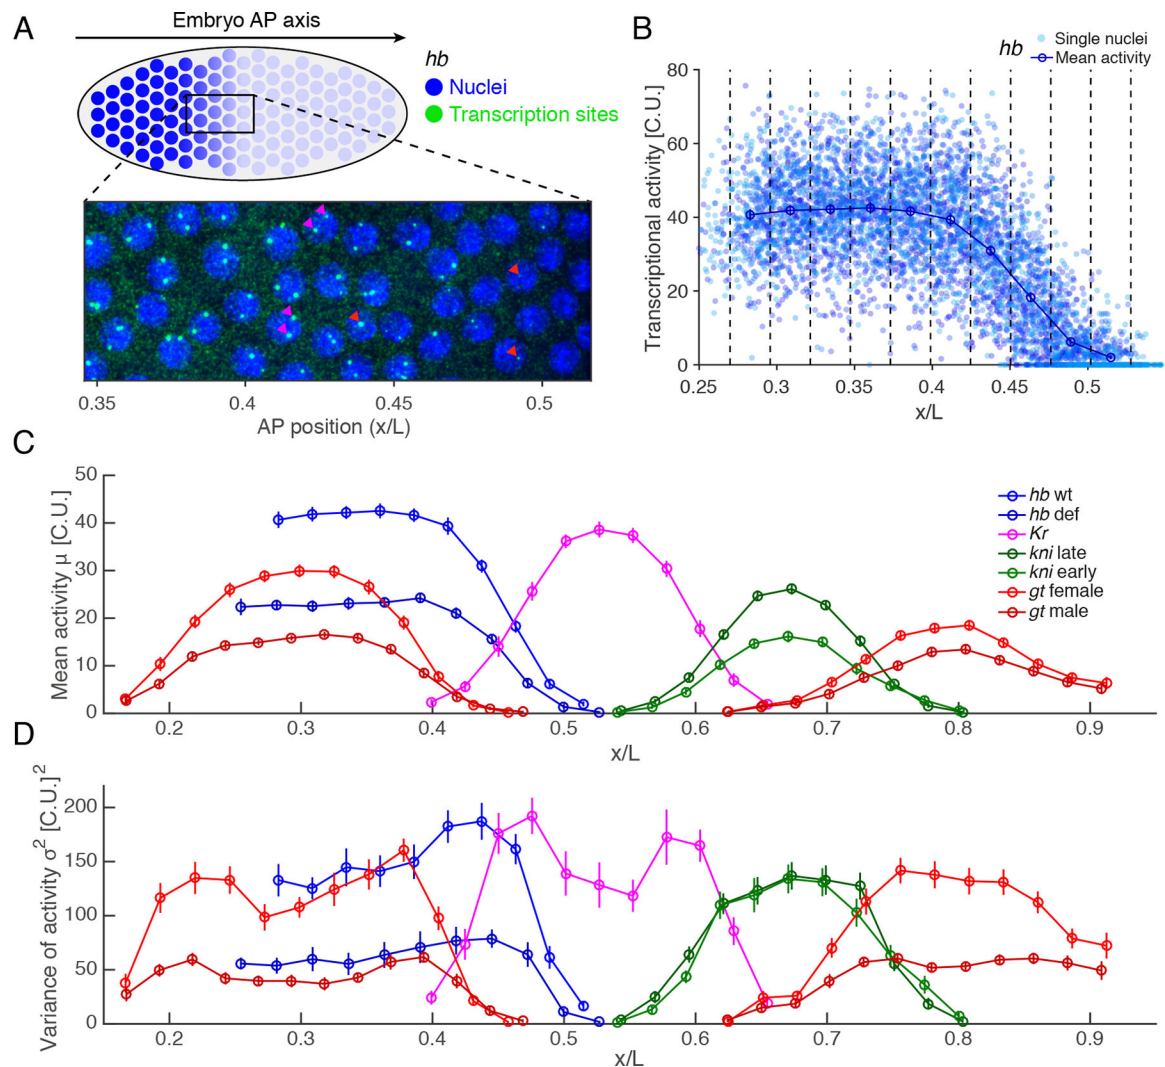 A
Embryo AP axis
hb
Nuclei
Transcription sites
0.35
0.4
0.45
0.5
AP position (x/L)
B
hb
Single nuclei
Mean activity
Transcriptional activity [C.U.]
80
60
40
20
0
0.25
0.3
0.35
0.4
0.45
0.5
x/L
C
Mean activity μ [C.U.]
50
40
30
20
10
0
0.2
0.3
0.4
0.5
0.6
0.7
0.8
0.9
x/L
hb wt
hb def
Kr
kni late
kni early
gt female
gt male
D
Variance of activity σ² [C.U.]²
200
150
100
50
0
0.2
0.3
0.4
0.5
0.6
0.7
0.8
0.9
x/L